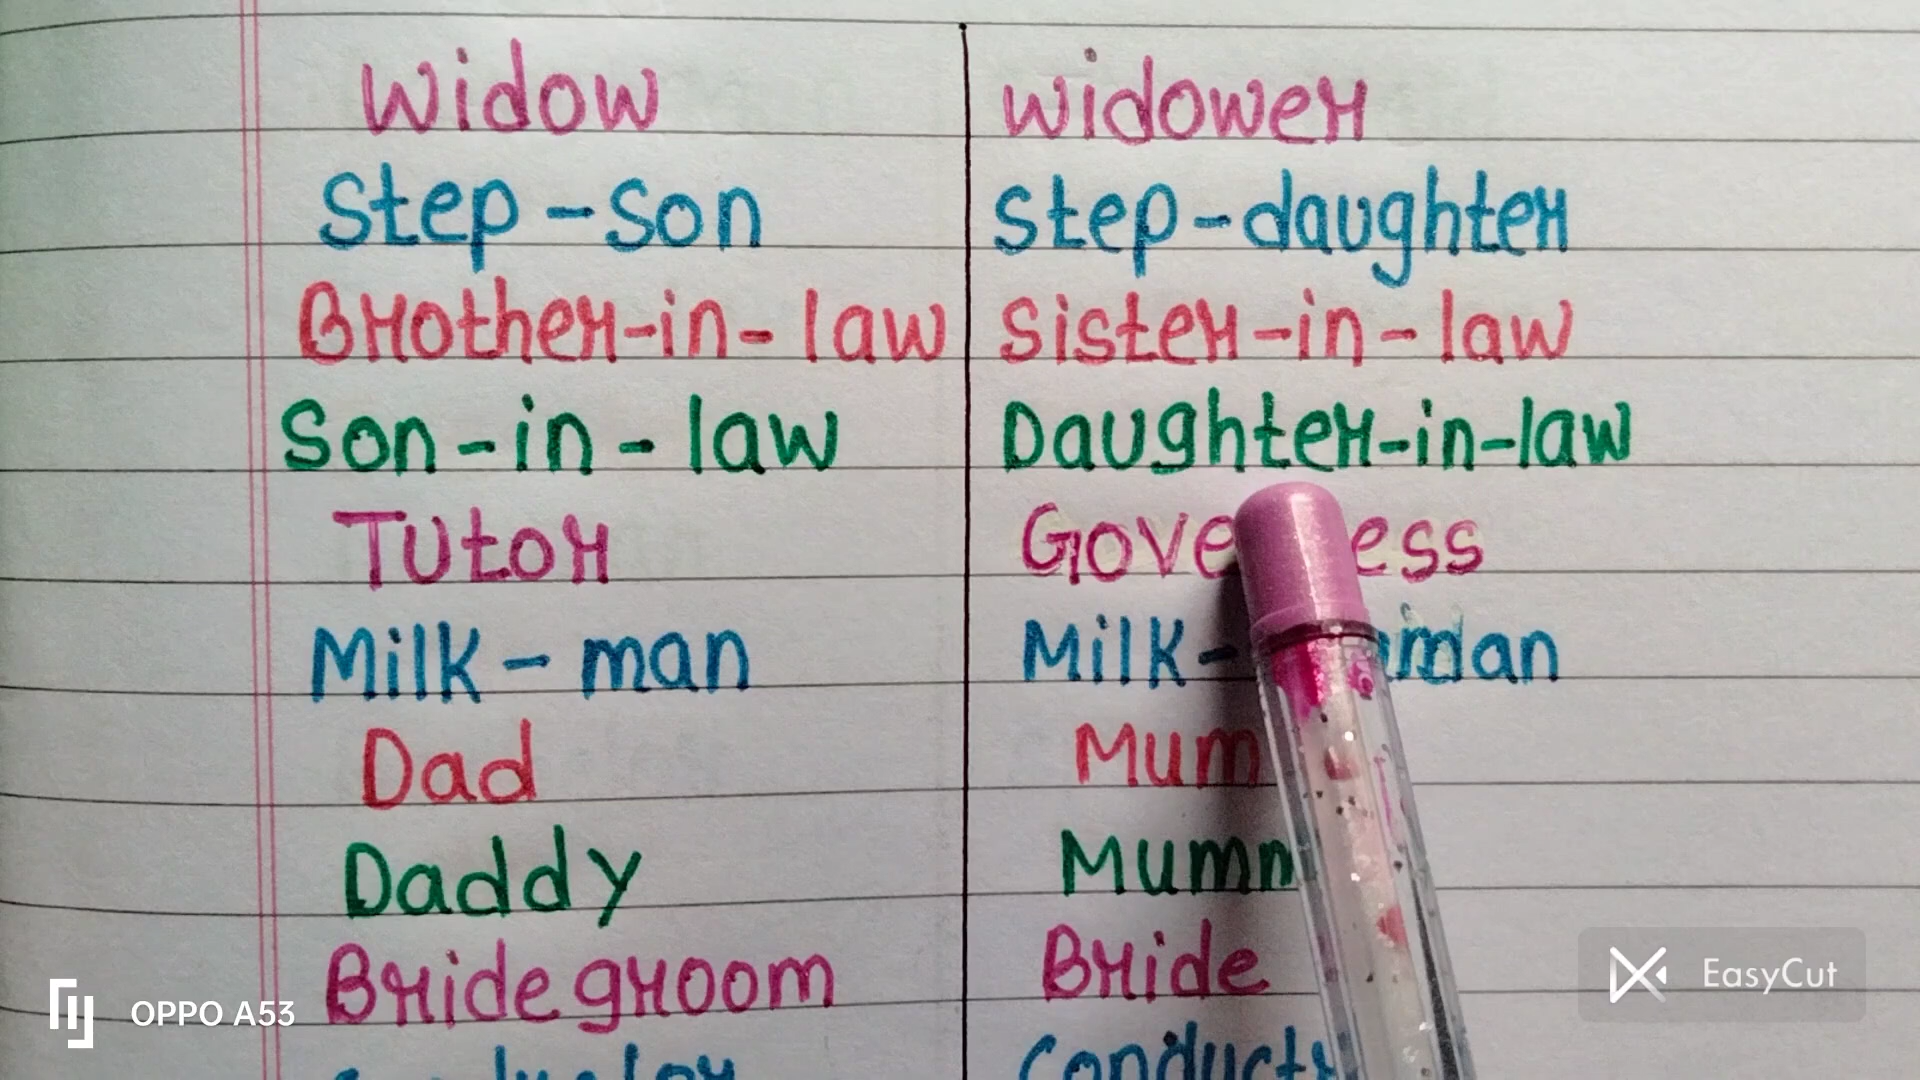 Widow widower
Step-son Step-daughter
Brother-in-law Sister-in-law
Son-in-law Daughter-in-law
Tutor
Milk-man Milk-
Dad Mum
Daddy
Bridegroom Bride
OPPO A53
EasyCut